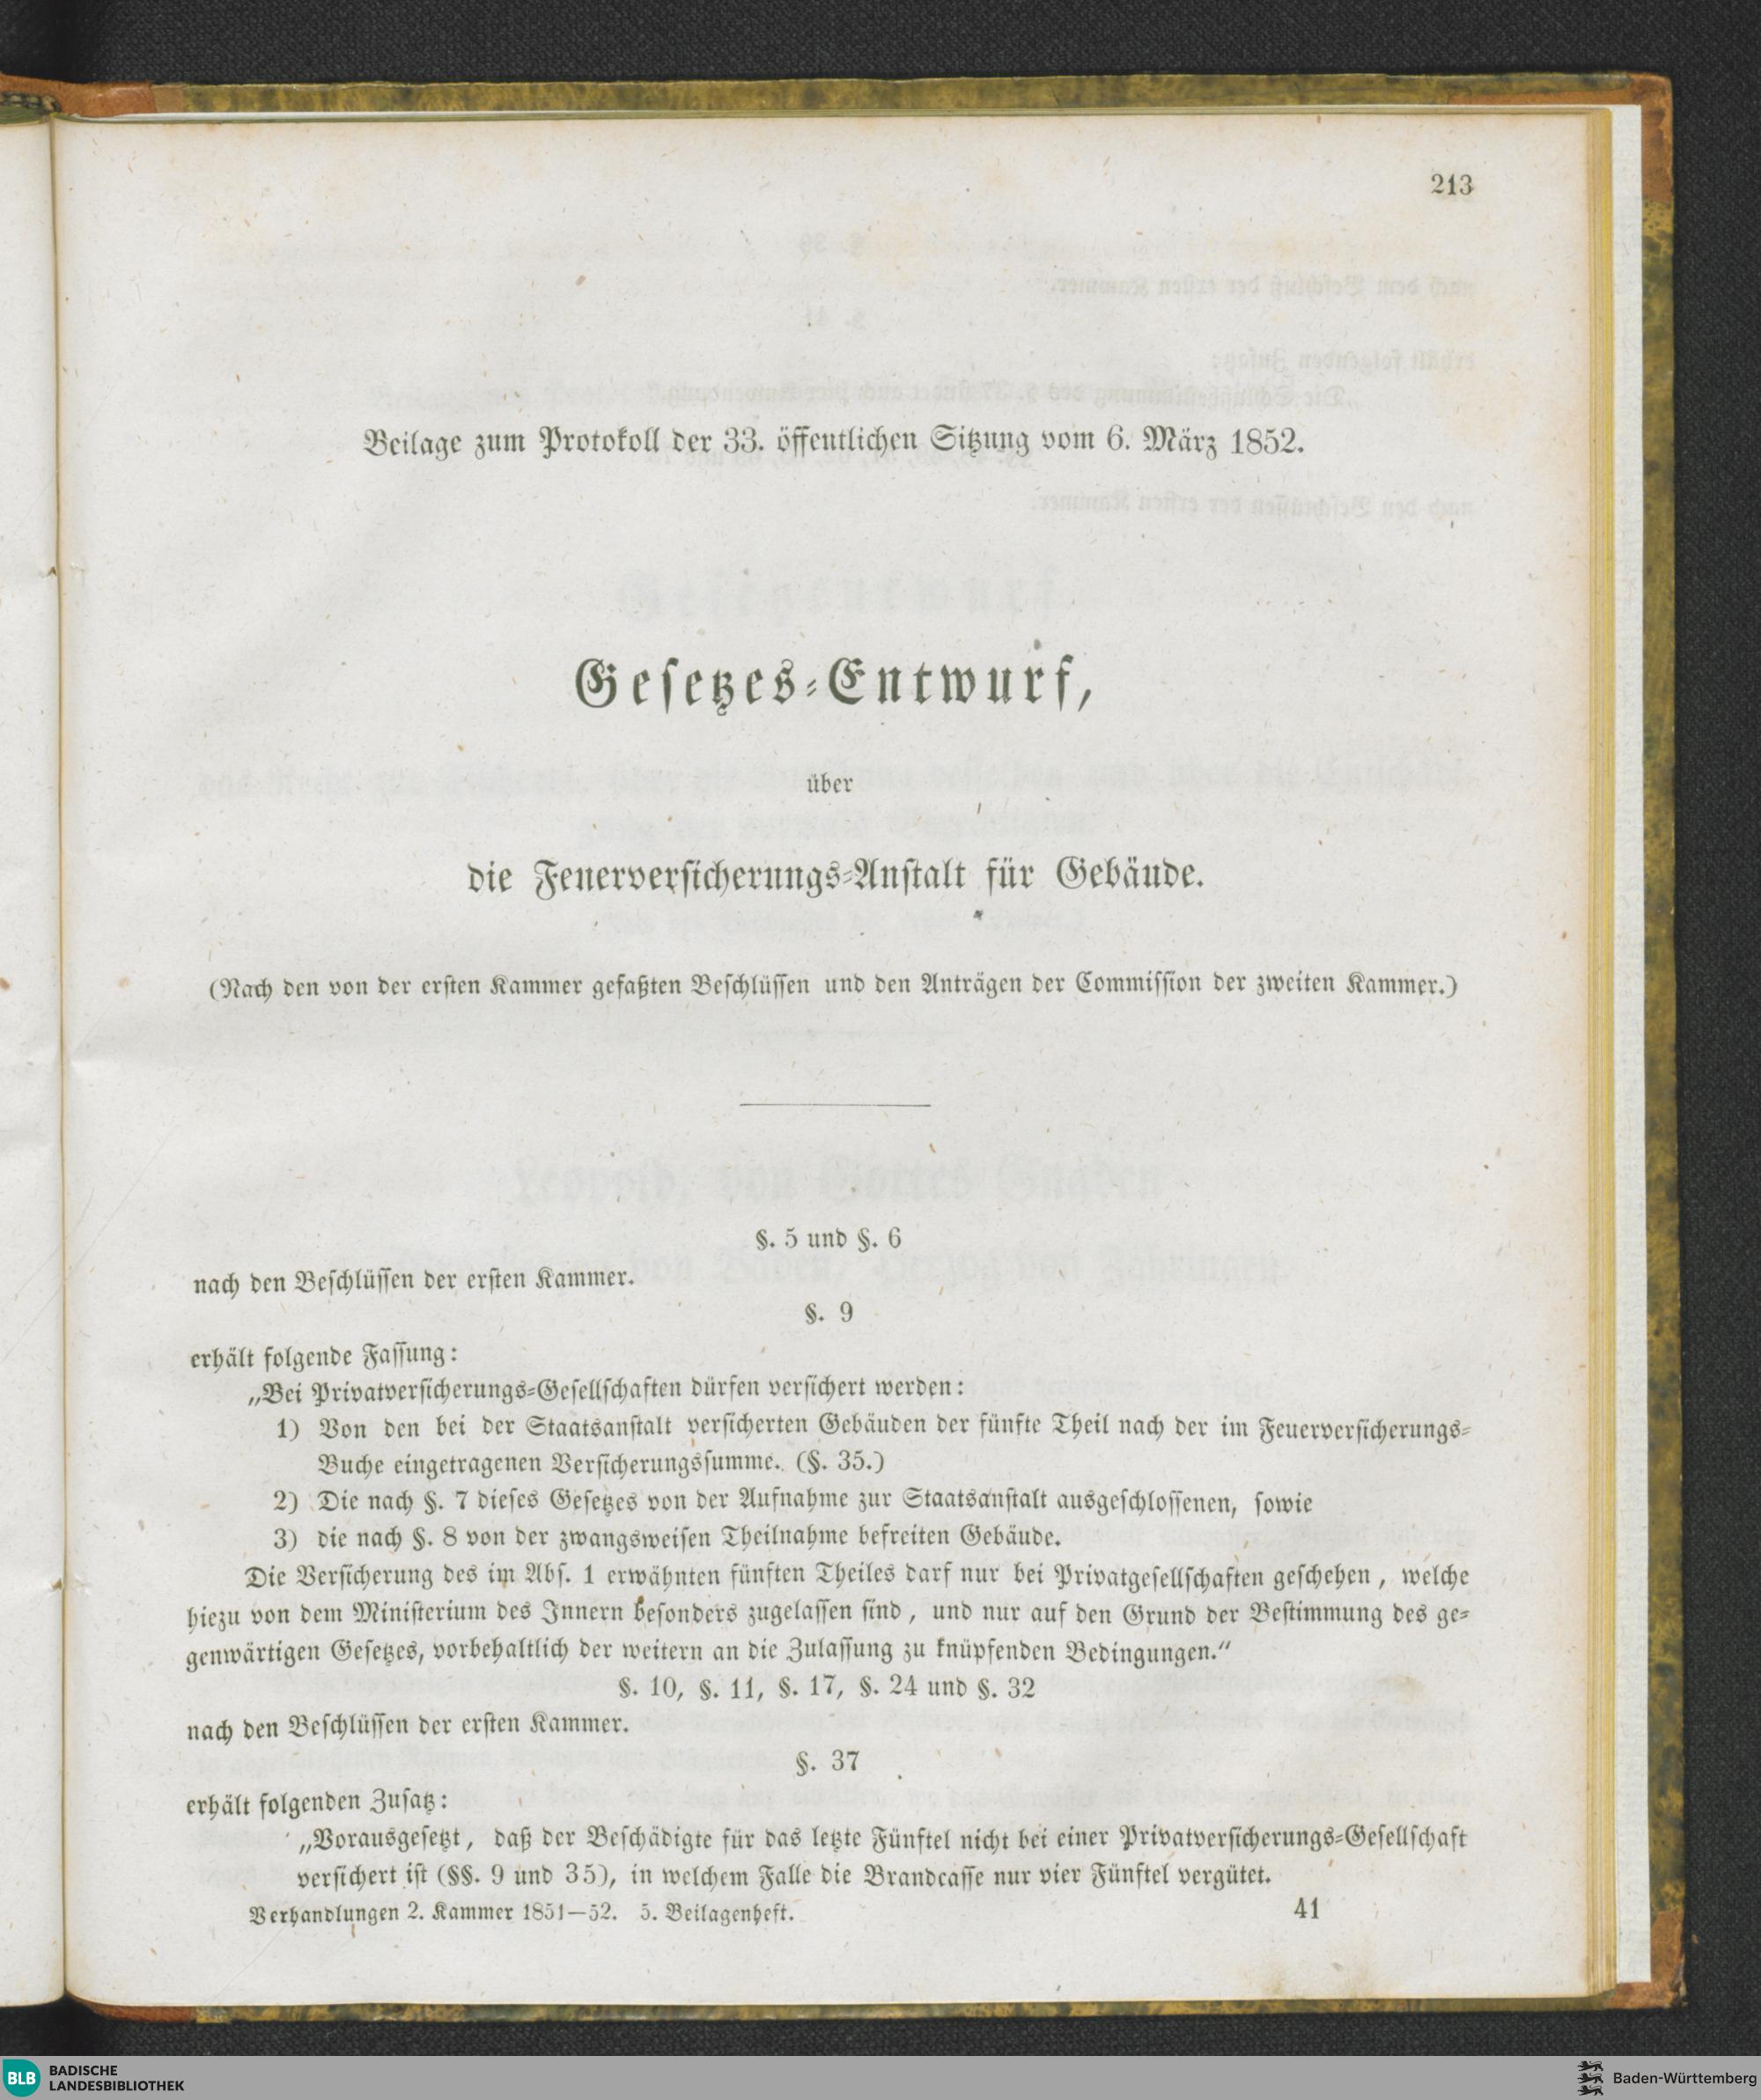 213
Beilage zum Protokoll der 33. öffentlichen Sitzung vom 6. März 1852.
Gesetzes-Entwurf,
über
die Feuerversicherungs-Anstalt für Gebäude.
(Nach den von der ersten Kammer gefaßten Beschlüssen und den Anträgen der Commission der zweiten Kammer.)
§. 5 und §. 6
nach den Beschlüssen der ersten Kammer.
§. 9
erhält folgende Fassung:
„Bei Privatversicherungs-Gesellschaften dürfen versichert werden:
1) Von den bei der Staatsanstalt versicherten Gebäuden der fünfte Theil nach der im Feuerversicherungs-
Buche eingetragenen Versicherungssumme. (§. 35.)
2) Die nach §. 7 dieses Gesetzes von der Aufnahme zur Staatsanstalt ausgeschlossenen, sowie
3) die nach §. 8 von der zwangsweisen Theilnahme befreiten Gebäude.
Die Versicherung des im Abs. 1 erwähnten fünften Theiles darf nur bei Privatgesellschaften geschehen, welche
hiezu von dem Ministerium des Innern besonders zugelassen sind, und nur auf den Grund der Bestimmung des ge-
genwärtigen Gesetzes, vorbehaltlich der weitern an die Zulassung zu knüpfenden Bedingungen.“
§. 10, §. 11, §. 17, §. 24 und §. 32
nach den Beschlüssen der ersten Kammer.
§. 37
erhält folgenden Zusatz:
„Vorausgesetzt, daß der Beschädigte für das letzte Fünftel nicht bei einer Privatversicherungs-Gesellschaft
versichert ist (§§. 9 und 35), in welchem Falle die Brandcasse nur vier Fünftel vergütet.
Verhandlungen 2. Kammer 1851—52. 5. Beilagenheft. 41
BLB BADISCHE
LANDESBIBLIOTHEK
Baden-Württemberg